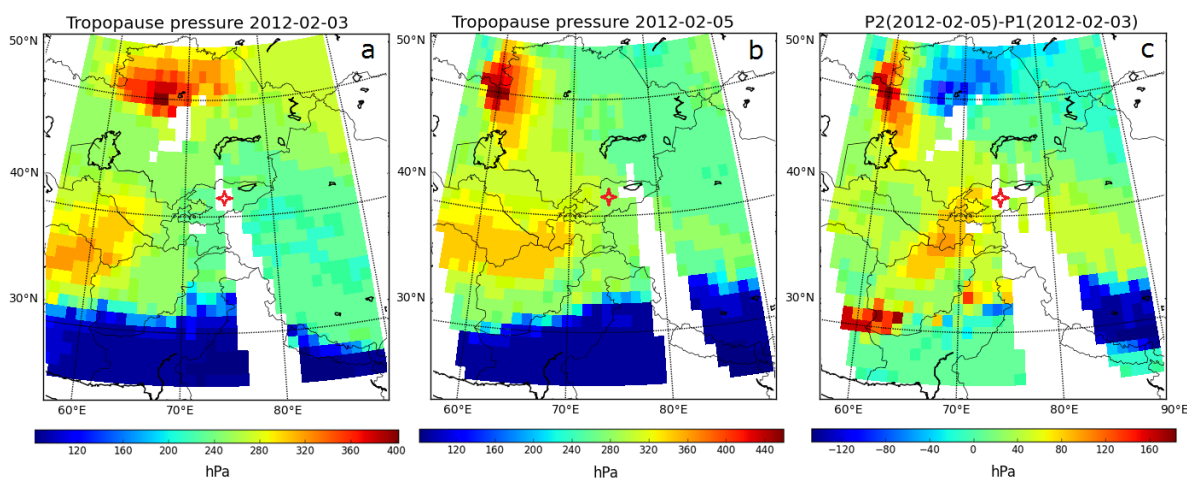 Tropopause pressure 2012-02-03
Tropopause pressure 2012-02-05
P2(2012-02-05)-P1(2012-02-03)
50°N
a
50°N
b
50°N
c
40°N
40°N
40°N
30°N
30°N
30°N
60°E 70°E 80°E
60°E 70°E 80°E
60°E 70°E 80°E 90°E
120 160 200 240 280 320 360 400
120 160 200 240 280 320 360 400 440
−120 −80 −40 0 40 80 120 160
hPa
hPa
hPa